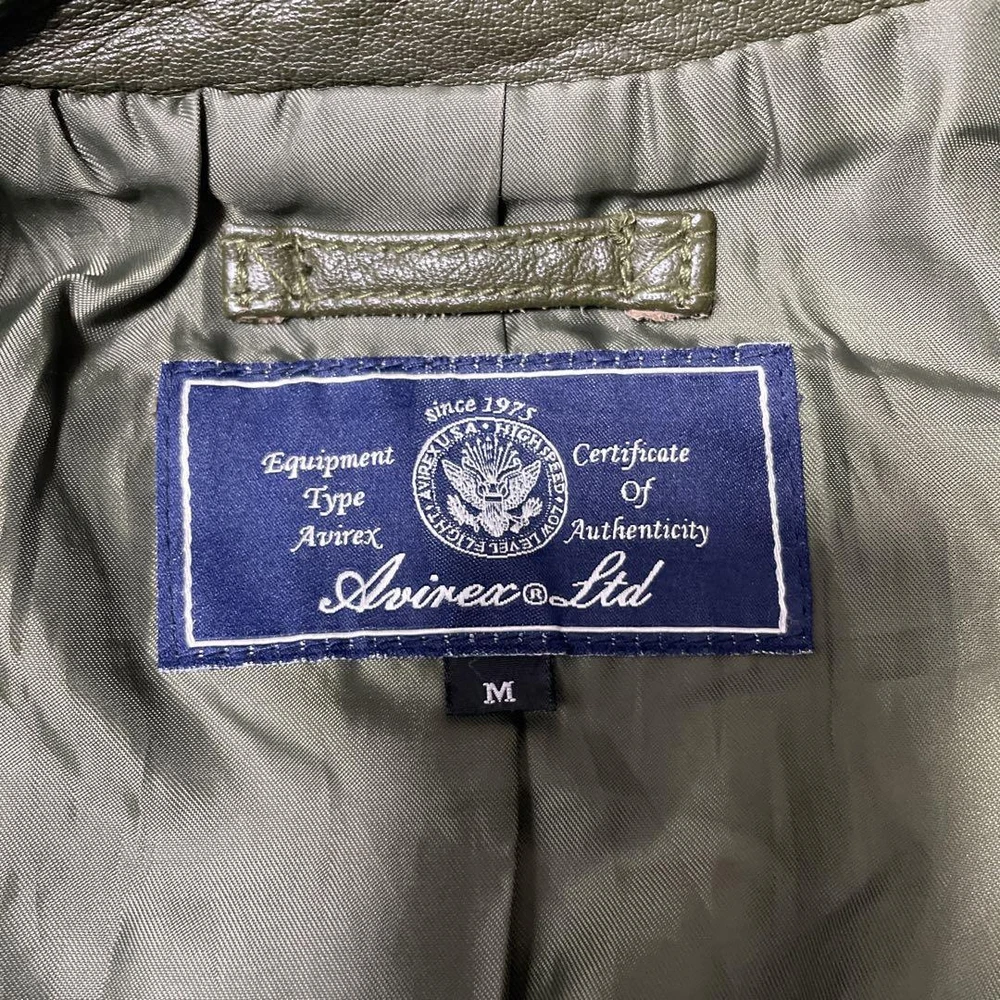 since 1975
AVIREX U.S.A • HIGH SPEED • LOW LEVEL FLIGHT •
Equipment
Type
Avirex
Certificate
Of
Authenticity
Avirex® Ltd
M